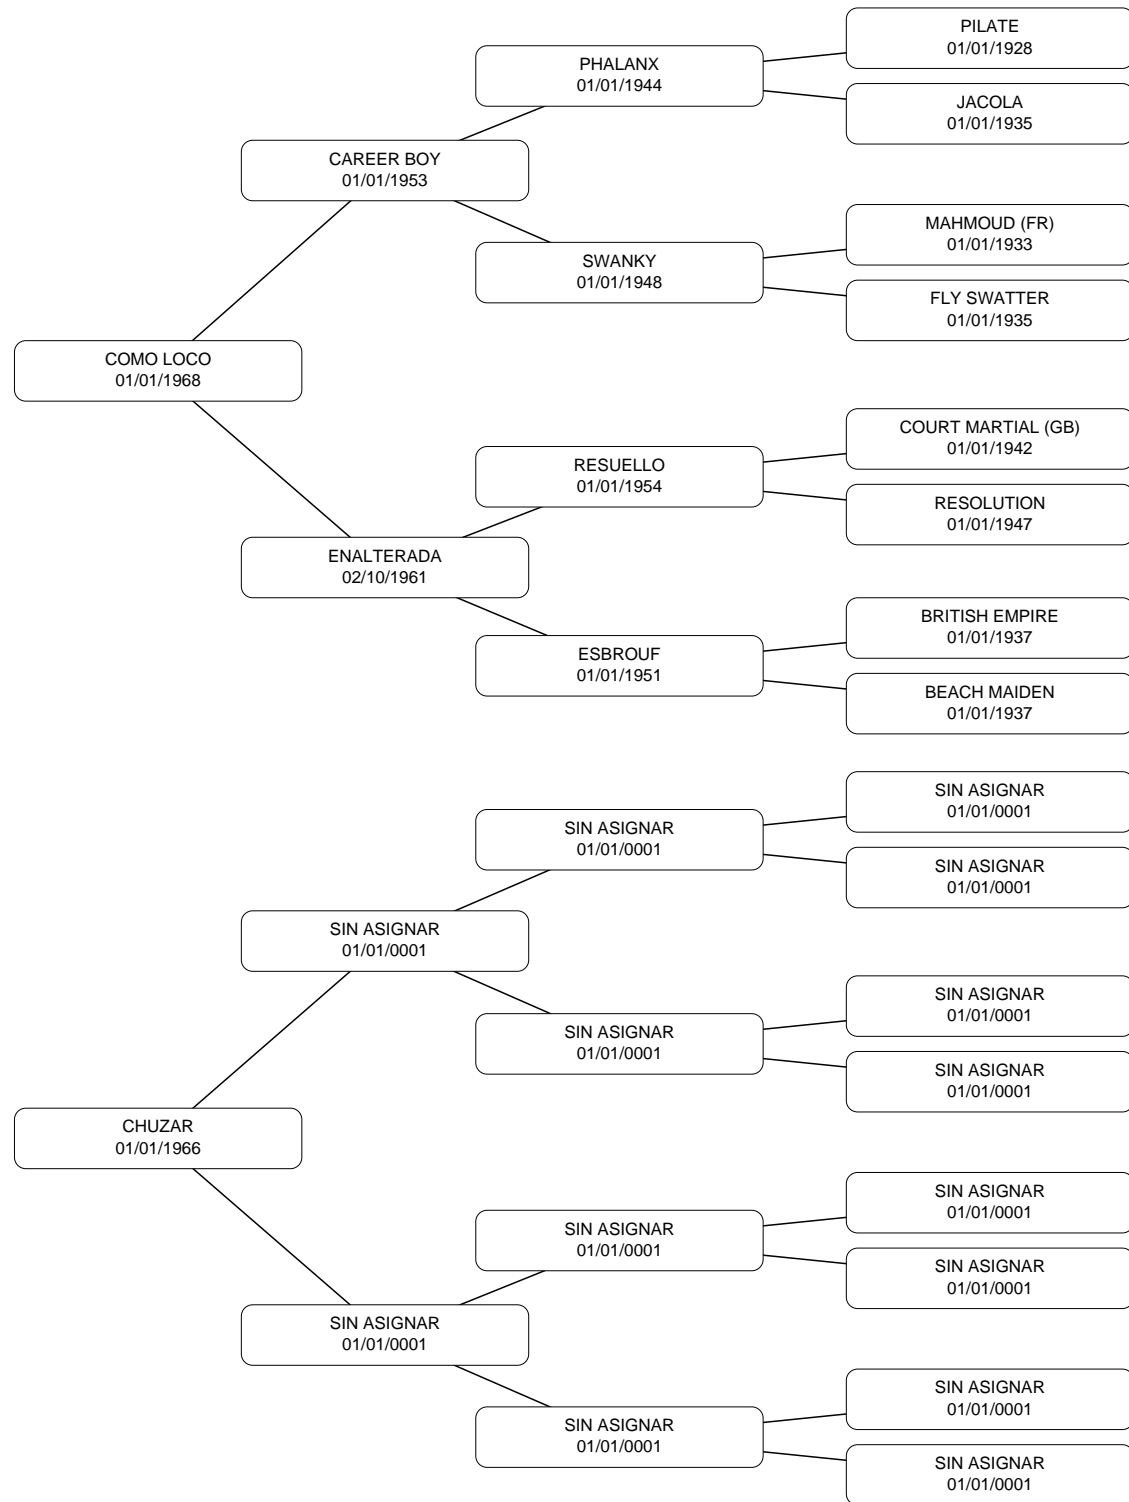 PILATE
01/01/1928
PHALANX
01/01/1944
JACOLA
01/01/1935
CAREER BOY
01/01/1953
MAHMOUD (FR)
01/01/1933
SWANKY
01/01/1948
FLY SWATTER
01/01/1935
COMO LOCO
01/01/1968
COURT MARTIAL (GB)
01/01/1942
RESUELLO
01/01/1954
RESOLUTION
01/01/1947
ENALTERADA
02/10/1961
BRITISH EMPIRE
01/01/1937
ESBROUF
01/01/1951
BEACH MAIDEN
01/01/1937
SIN ASIGNAR
01/01/0001
SIN ASIGNAR
01/01/0001
SIN ASIGNAR
01/01/0001
SIN ASIGNAR
01/01/0001
SIN ASIGNAR
01/01/0001
SIN ASIGNAR
01/01/0001
SIN ASIGNAR
01/01/0001
CHUZAR
01/01/1966
SIN ASIGNAR
01/01/0001
SIN ASIGNAR
01/01/0001
SIN ASIGNAR
01/01/0001
SIN ASIGNAR
01/01/0001
SIN ASIGNAR
01/01/0001
SIN ASIGNAR
01/01/0001
SIN ASIGNAR
01/01/0001